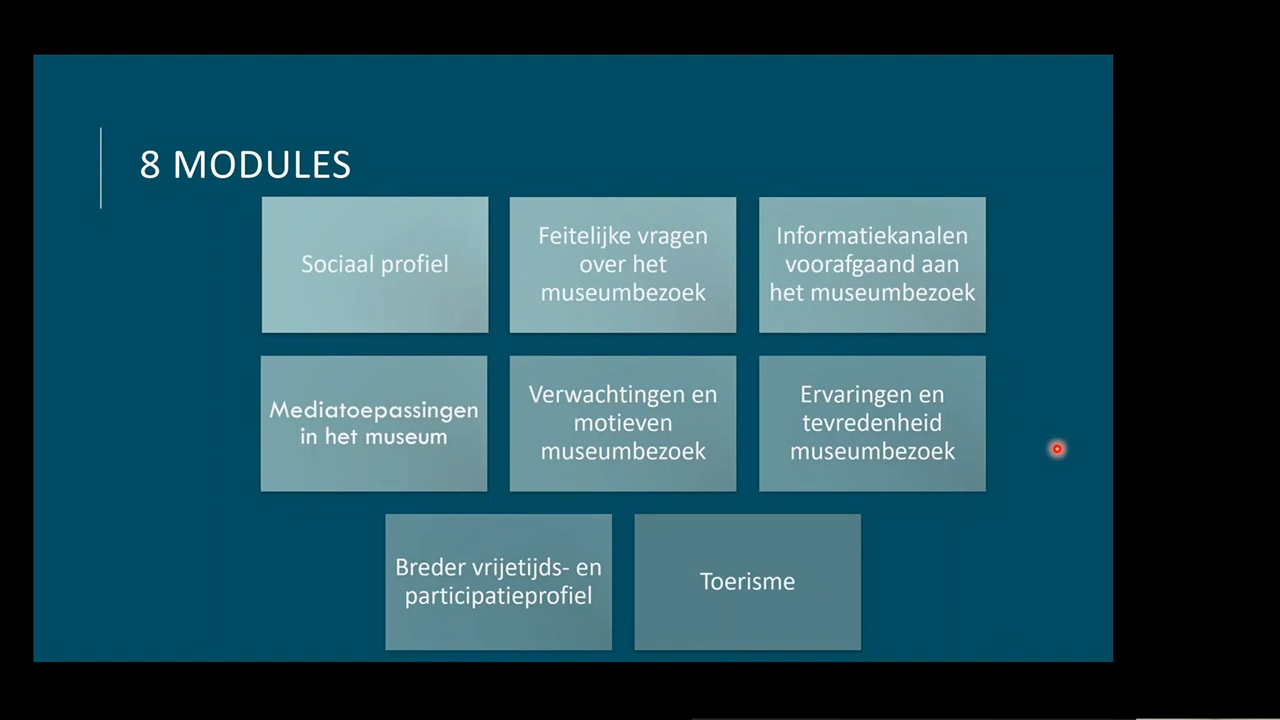 8 MODULES
Sociaal profiel
Feitelijke vragen
over het
museumbezoek
Informatiekanalen
voorafgaand aan
het museumbezoek
Mediatoepassingen
in het museum
Verwachtingen en
motieven
museumbezoek
Ervaringen en
tevredenheid
museumbezoek
Breder vrijetijds- en
participatieprofiel
Toerisme